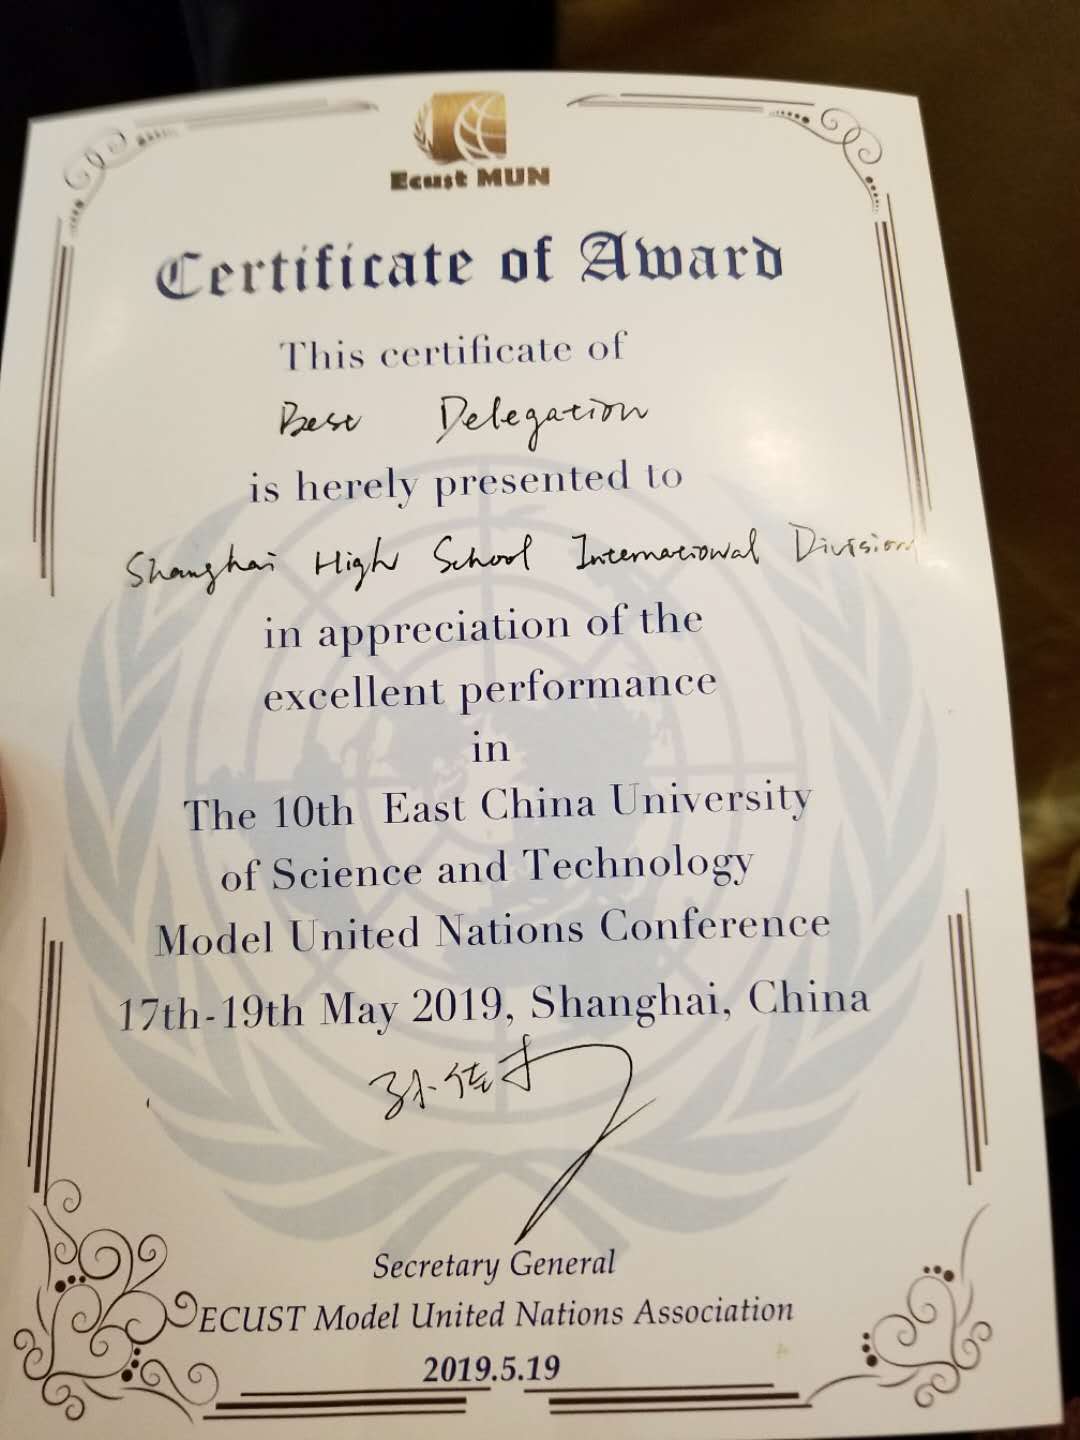 Ecust MUN
Certificate of Award
This certificate of
Best Delegation
is herely presented to
Shanghai High School International Division
in appreciation of the
excellent performance
in
The 10th East China University
of Science and Technology
Model United Nations Conference
17th-19th May 2019, Shanghai, China
孙佳
Secretary General
ECUST Model United Nations Association
2019.5.19